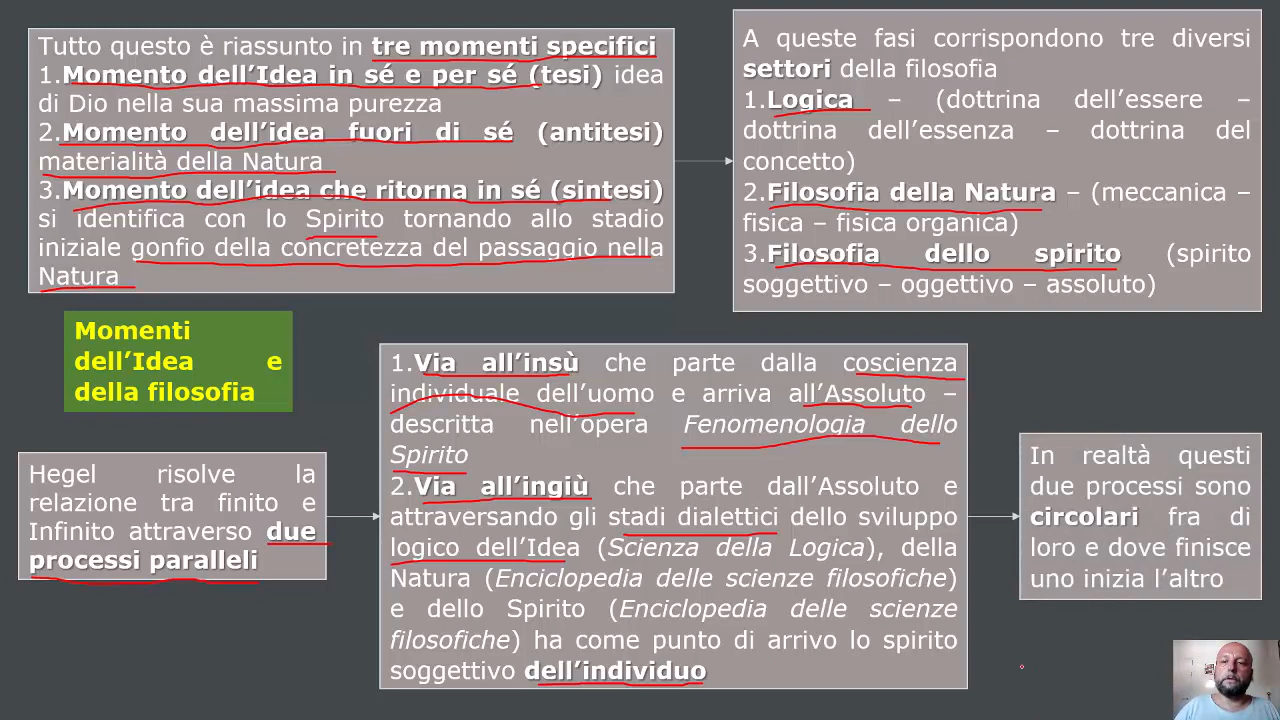 Tutto questo è riassunto in tre momenti specifici
1.Momento dell'Idea in sé e per sé (tesi) idea
di Dio nella sua massima purezza
2.Momento dell'idea fuori di sé (antitesi)
materialità della Natura
3.Momento dell'idea che ritorna in sé (sintesi)
si identifica con lo Spirito tornando allo stadio
iniziale gonfio della concretezza del passaggio nella
Natura
A queste fasi corrispondono tre diversi
settori della filosofia
1.Logica – (dottrina dell'essere –
dottrina dell'essenza – dottrina del
concetto)
2.Filosofia della Natura – (meccanica –
fisica – fisica organica)
3.Filosofia dello spirito (spirito
soggettivo – oggettivo – assoluto)
Momenti
dell'Idea e
della filosofia
Hegel risolve la
relazione tra finito e
Infinito attraverso due
processi paralleli
1.Via all'insù che parte dalla coscienza
individuale dell'uomo e arriva all'Assoluto –
descritta nell'opera Fenomenologia dello
Spirito
2.Via all'ingiù che parte dall'Assoluto e
attraversando gli stadi dialettici dello sviluppo
logico dell'Idea (Scienza della Logica), della
Natura (Enciclopedia delle scienze filosofiche)
e dello Spirito (Enciclopedia delle scienze
filosofiche) ha come punto di arrivo lo spirito
soggettivo dell'individuo
In realtà questi
due processi sono
circolari fra di
loro e dove finisce
uno inizia l'altro